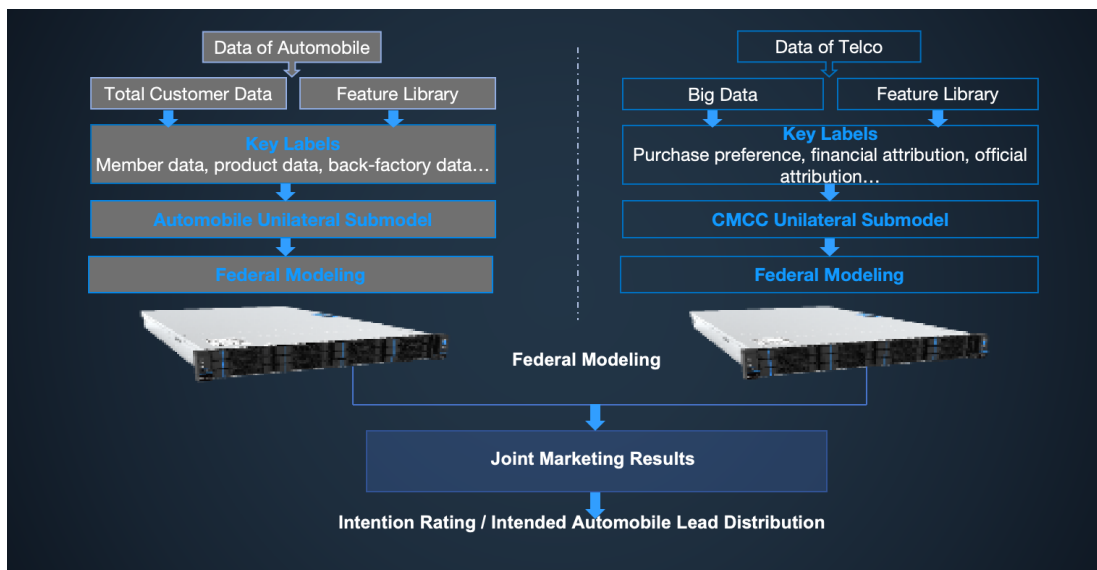 Data of Automobile
Total Customer Data
Feature Library
Key Labels
Member data, product data, back-factory data…
Automobile Unilateral Submodel
Federal Modeling
Data of Telco
Big Data
Feature Library
Key Labels
Purchase preference, financial attribution, official
attribution…
CMCC Unilateral Submodel
Federal Modeling
Federal Modeling
Joint Marketing Results
Intention Rating / Intended Automobile Lead Distribution